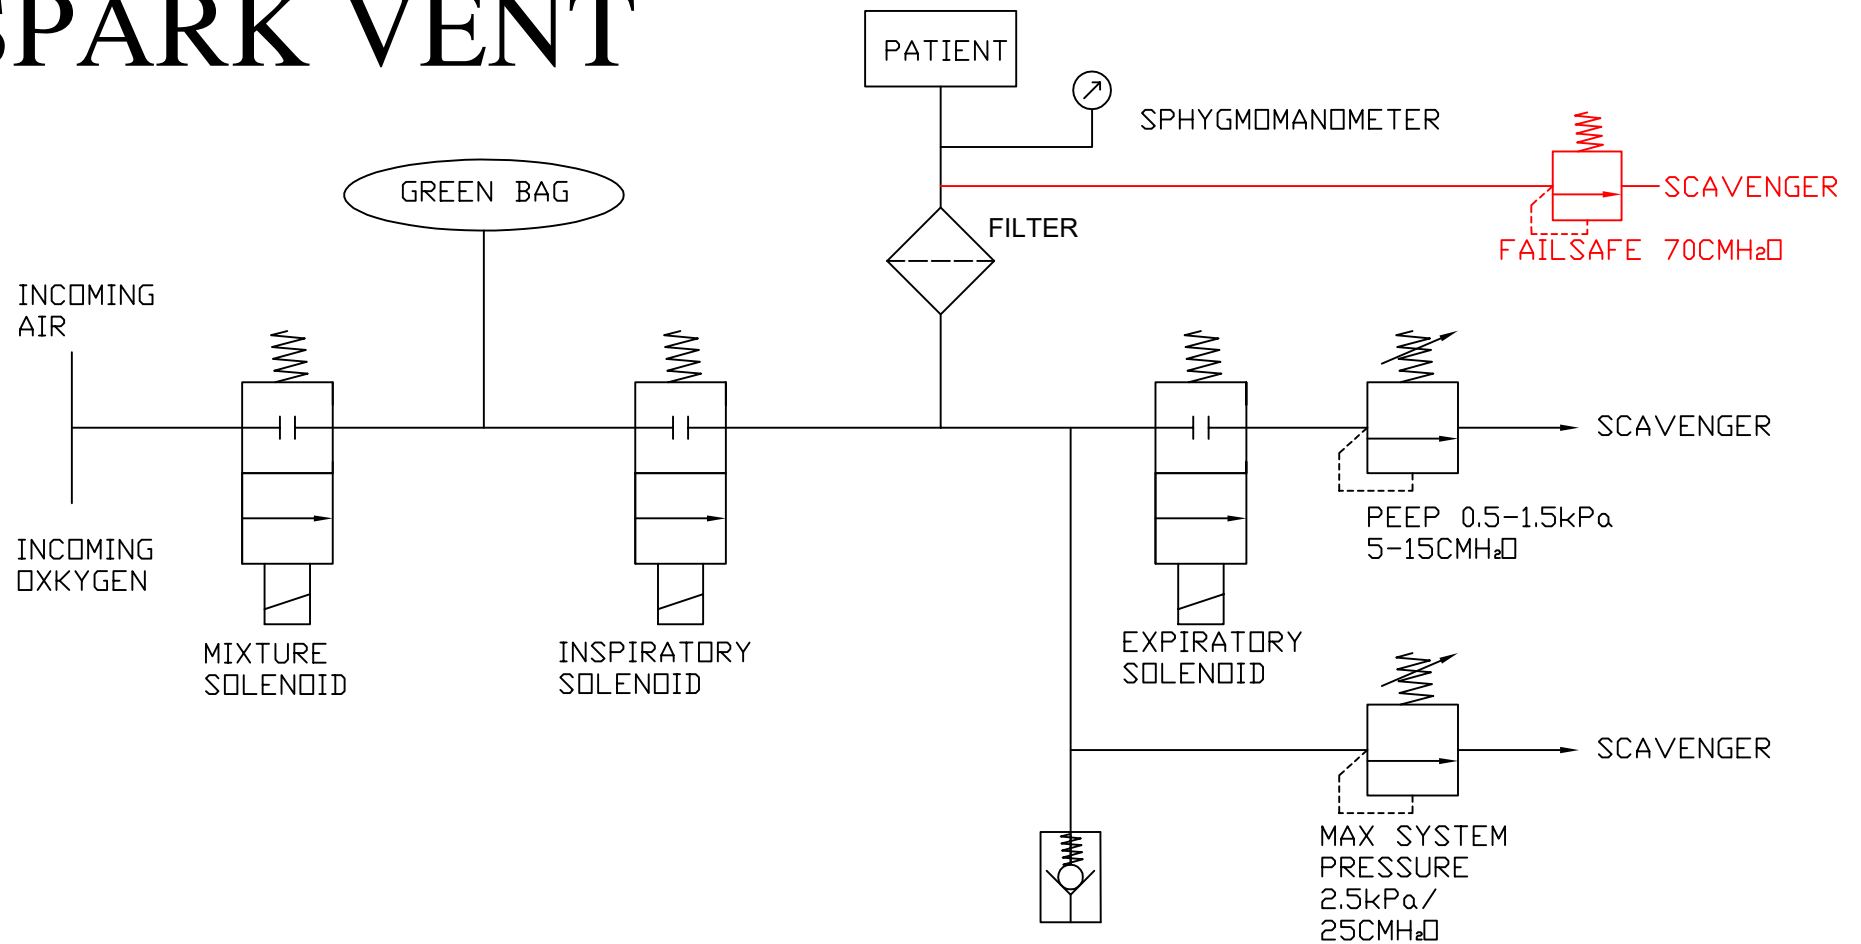 SPARK VENT
PATIENT
SPHYGMOMANOMETER
GREEN BAG
SCAVENGER
FILTER
FAILSAFE 70CMH₂O
INCOMING
AIR
SCAVENGER
PEEP 0.5-1.5kPa
5-15CMH₂O
INCOMING
OXKYGEN
MIXTURE
SOLENOID
INSPIRATORY
SOLENOID
EXPIRATORY
SOLENOID
SCAVENGER
MAX SYSTEM
PRESSURE
2.5kPa/
25CMH₂O